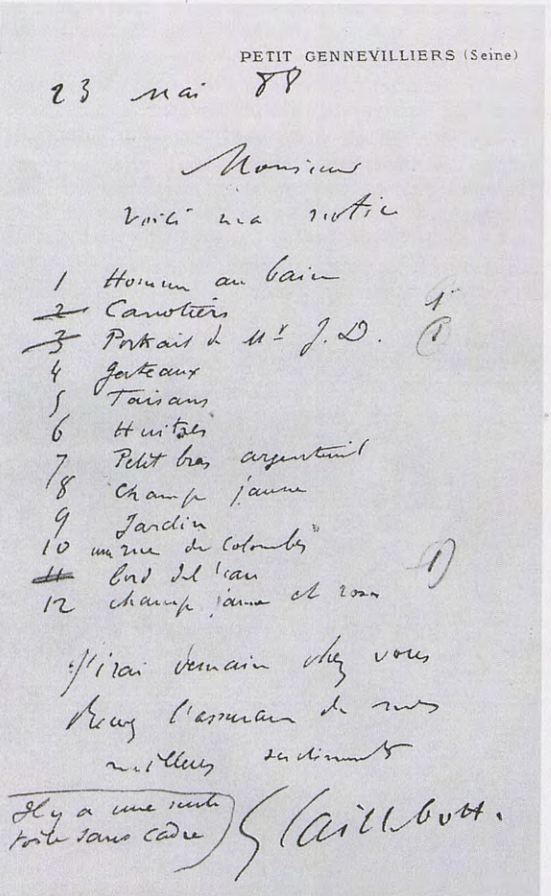 PETIT GENNEVILLIERS (Seine)
23 mai 88
Monsieur
Voici ma notice
1 Homme au bain
2 Canotiers
3 Portrait de Mr J. D.
4 gateaux
5 Faisans
6 Huitres
7 Petit bras argenteuil
8 Champ jaune
9 Jardin
10 une rue de Colombes
11 bord de l'eau
12 champ jaune et rose
J'irai demain chez vous
Recevez l'assurance de mes
meilleurs sentiments
Il y a une seule
toile sans cadre
G Caillebotte.